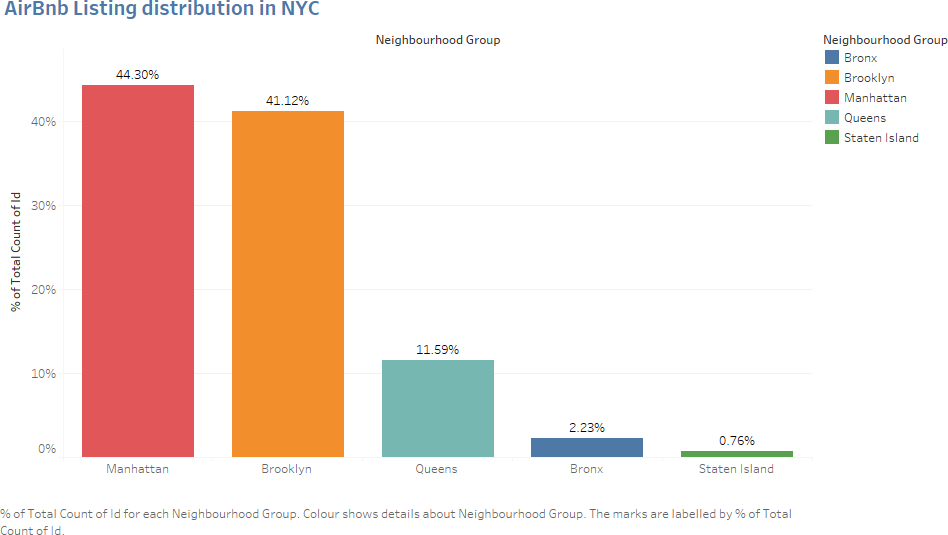 AirBnb Listing distribution in NYC
Neighbourhood Group
Neighbourhood Group
Bronx
Brooklyn
Manhattan
Queens
Staten Island
% of Total Count of Id
40%
30%
20%
10%
0%
44.30%
41.12%
11.59%
2.23%
0.76%
Manhattan
Brooklyn
Queens
Bronx
Staten Island
% of Total Count of Id for each Neighbourhood Group. Colour shows details about Neighbourhood Group. The marks are labelled by % of Total
Count of Id.